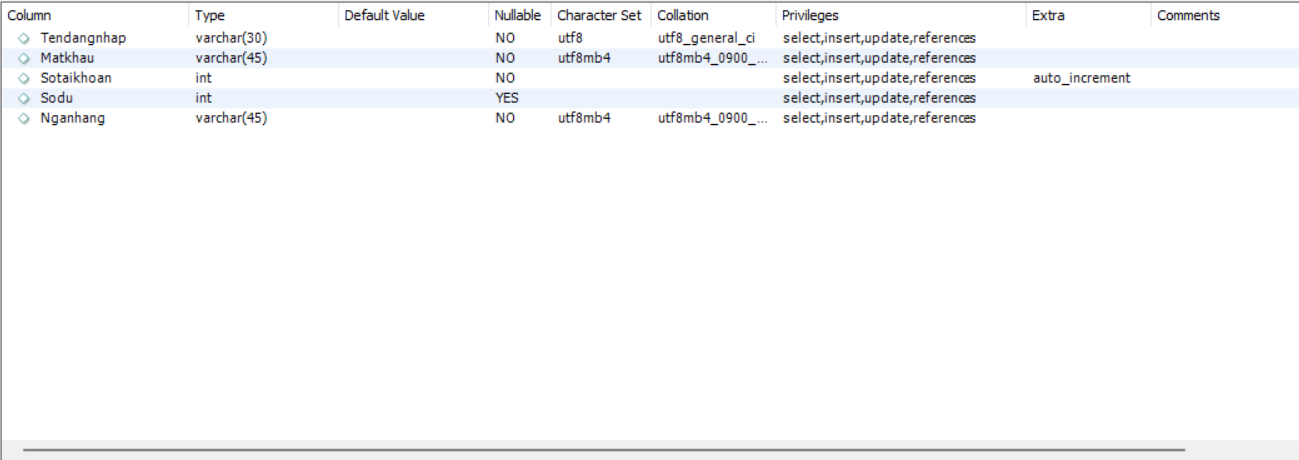 Column Type Default Value Nullable Character Set Collation Privileges Extra Comments
Tendangnhap varchar(30) NO utf8 utf8_general_ci select,insert,update,references
Matkhau varchar(45) NO utf8mb4 utf8mb4_0900_... select,insert,update,references
Sotaikhoan int NO select,insert,update,references auto_increment
Sodu int YES select,insert,update,references
Nganhang varchar(45) NO utf8mb4 utf8mb4_0900_... select,insert,update,references